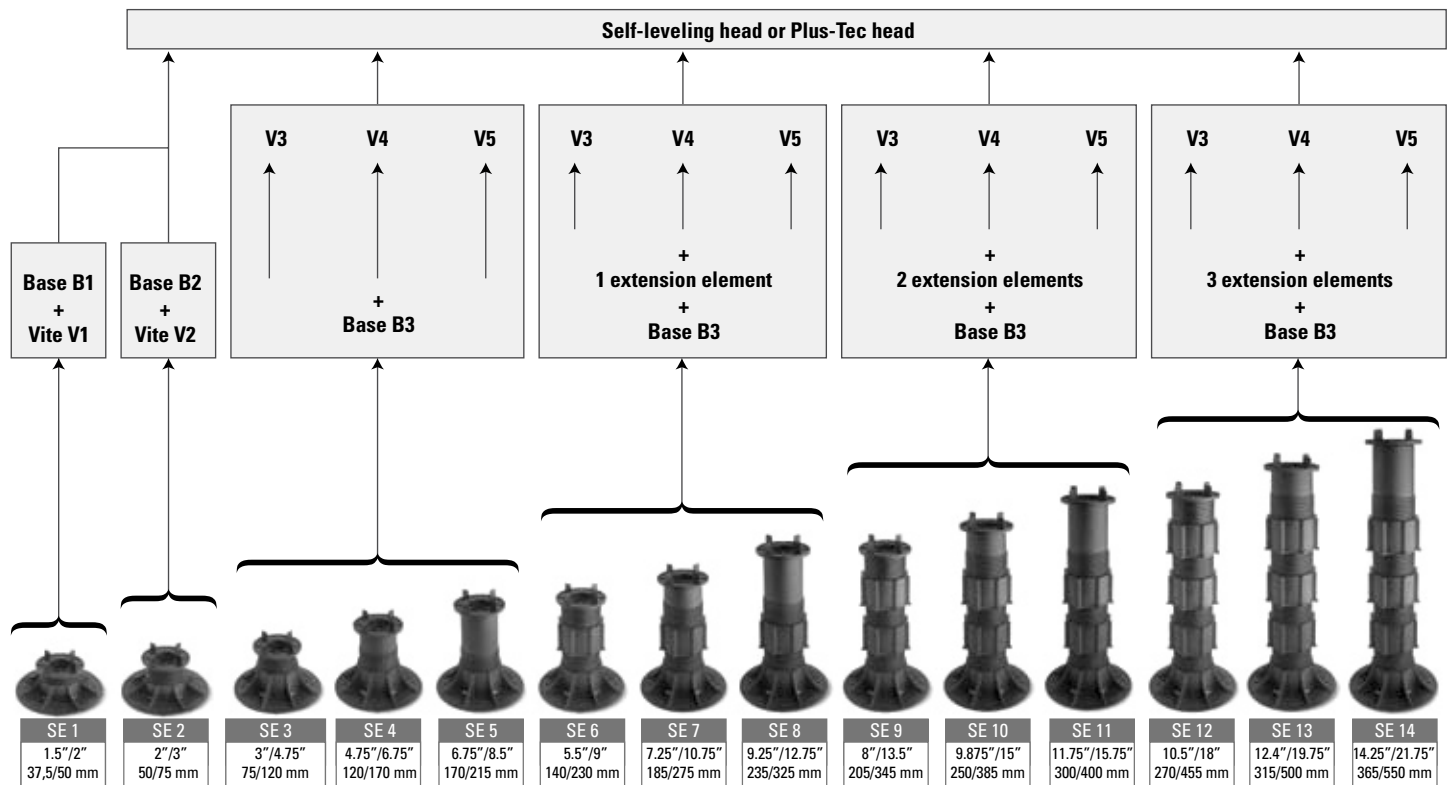 Self-leveling head or Plus-Tec head
V3 V4 V5
V3 V4 V5
V3 V4 V5
V3 V4 V5
Base B1
+
Vite V1
Base B2
+
Vite V2
+
Base B3
+
1 extension element
+
Base B3
+
2 extension elements
+
Base B3
+
3 extension elements
+
Base B3
SE 1
1.5″/2″
37,5/50 mm
SE 2
2″/3″
50/75 mm
SE 3
3″/4.75″
75/120 mm
SE 4
4.75″/6.75″
120/170 mm
SE 5
6.75″/8.5″
170/215 mm
SE 6
5.5″/9″
140/230 mm
SE 7
7.25″/10.75″
185/275 mm
SE 8
9.25″/12.75″
235/325 mm
SE 9
8″/13.5″
205/345 mm
SE 10
9.875″/15″
250/385 mm
SE 11
11.75″/15.75″
300/400 mm
SE 12
10.5″/18″
270/455 mm
SE 13
12.4″/19.75″
315/500 mm
SE 14
14.25″/21.75″
365/550 mm